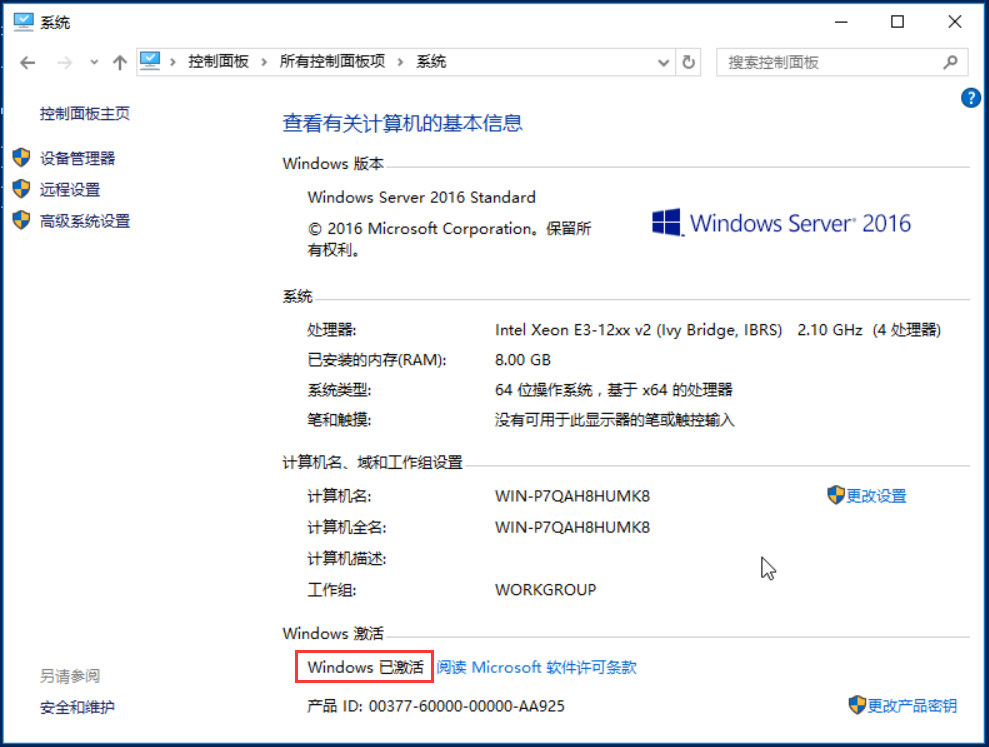 系统
控制面板 › 所有控制面板项 › 系统
搜索控制面板
控制面板主页
设备管理器
远程设置
高级系统设置
查看有关计算机的基本信息
Windows 版本
Windows Server 2016 Standard
© 2016 Microsoft Corporation。保留所
有权利。
Windows Server® 2016
系统
处理器: Intel Xeon E3-12xx v2 (Ivy Bridge, IBRS) 2.10 GHz (4 处理器)
已安装的内存(RAM): 8.00 GB
系统类型: 64 位操作系统，基于 x64 的处理器
笔和触摸: 没有可用于此显示器的笔或触控输入
计算机名、域和工作组设置
计算机名: WIN-P7QAH8HUMK8 更改设置
计算机全名: WIN-P7QAH8HUMK8
计算机描述:
工作组: WORKGROUP
Windows 激活
Windows 已激活 阅读 Microsoft 软件许可条款
产品 ID: 00377-60000-00000-AA925 更改产品密钥
另请参阅
安全和维护